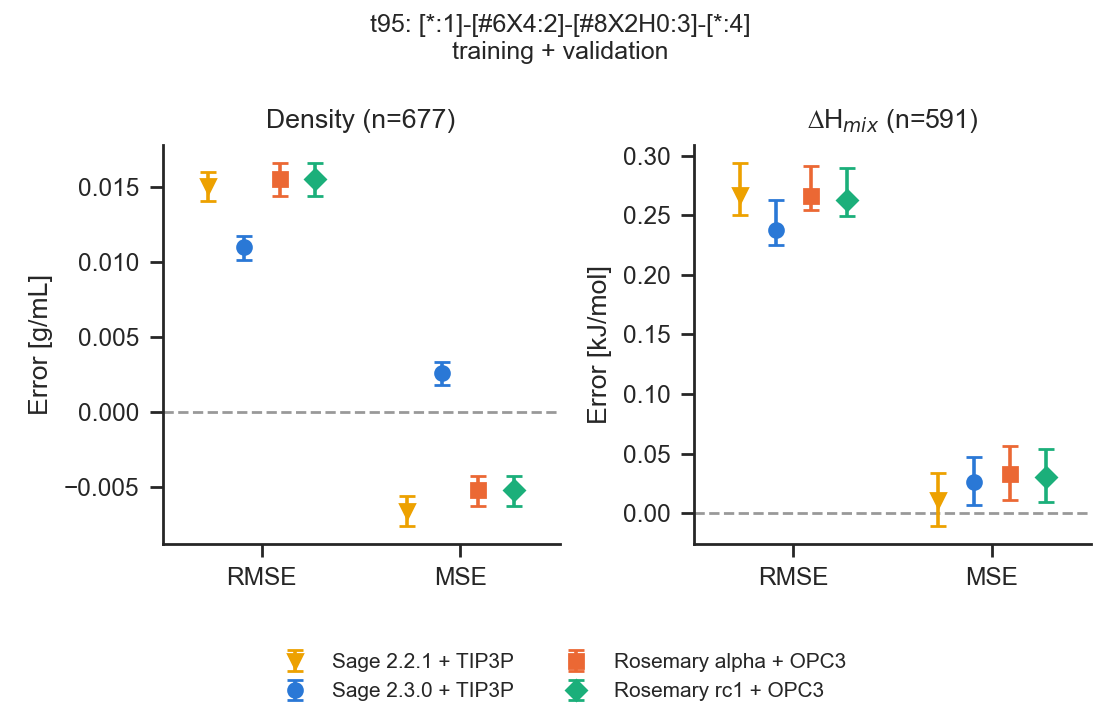 t95: [*:1]-[#6X4:2]-[#8X2H0:3]-[*:4]
training + validation
Density (n=677)
ΔHmix (n=591)
Error [g/mL]
0.015
0.010
0.005
0.000
−0.005
RMSE
MSE
Error [kJ/mol]
0.30
0.25
0.20
0.15
0.10
0.05
0.00
RMSE
MSE
Sage 2.2.1 + TIP3P
Sage 2.3.0 + TIP3P
Rosemary alpha + OPC3
Rosemary rc1 + OPC3